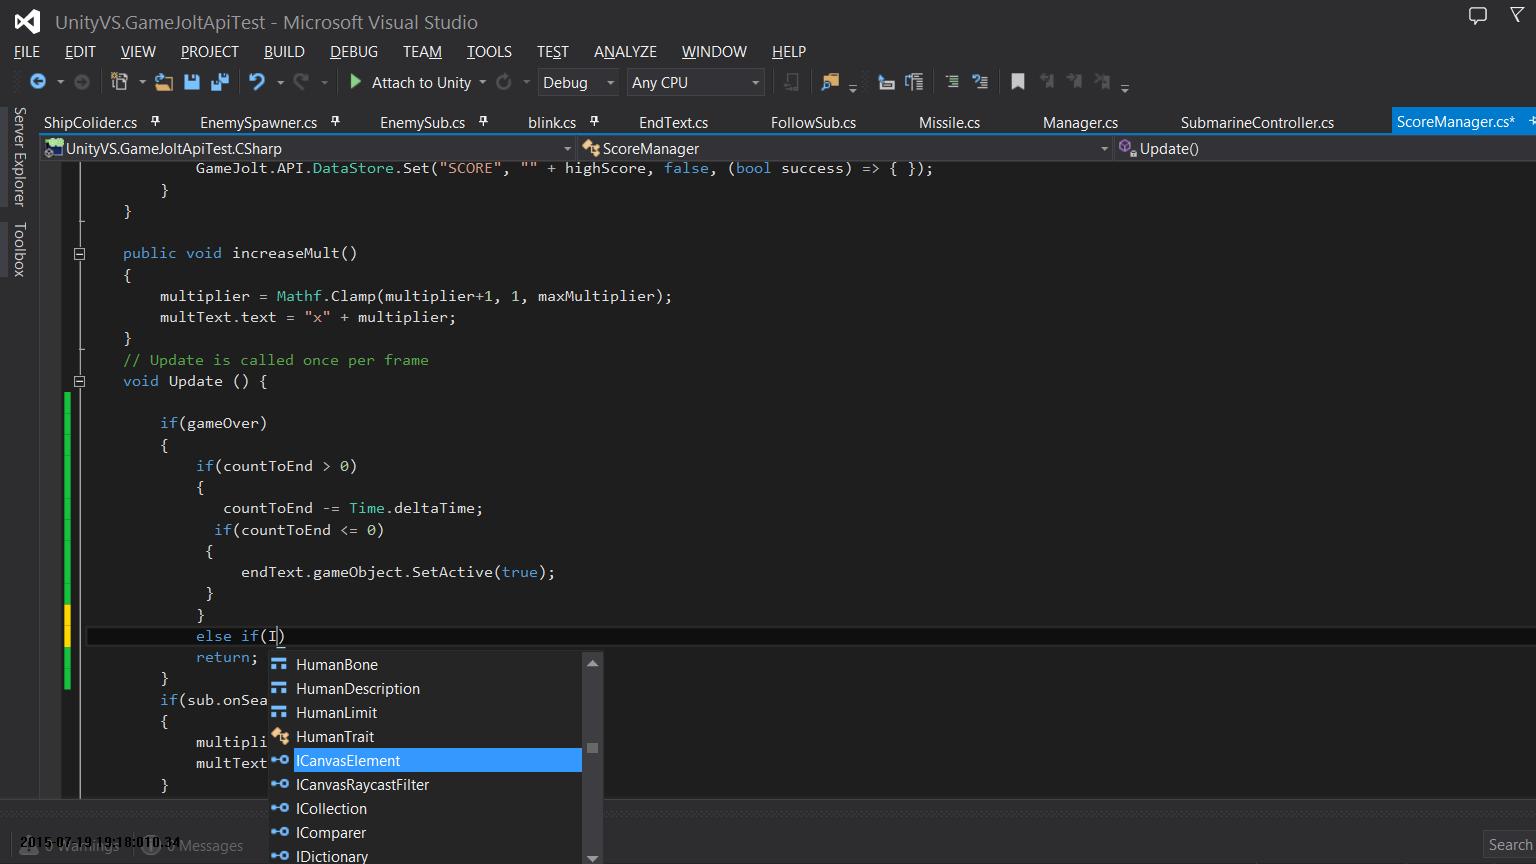 UnityVS.GameJoltApiTest - Microsoft Visual Studio
FILE EDIT VIEW PROJECT BUILD DEBUG TEAM TOOLS TEST ANALYZE WINDOW HELP
Attach to Unity Debug Any CPU
Server Explorer
Toolbox
ShipColider.cs EnemySpawner.cs EnemySub.cs blink.cs EndText.cs FollowSub.cs Missile.cs Manager.cs SubmarineController.cs ScoreManager.cs*
UnityVS.GameJoltApiTest.CSharp ScoreManager Update()
GameJolt.API.DataStore.Set("SCORE", "" + highScore, false, (bool success) => { });
}
}
public void increaseMult()
{
multiplier = Mathf.Clamp(multiplier+1, 1, maxMultiplier);
multText.text = "x" + multiplier;
}
// Update is called once per frame
void Update () {
if(gameOver)
{
if(countToEnd > 0)
{
countToEnd -= Time.deltaTime;
if(countToEnd <= 0)
{
endText.gameObject.SetActive(true);
}
}
else if(I)
return;
}
if(sub.onSea
{
multipli
multText
}
HumanBone
HumanDescription
HumanLimit
HumanTrait
ICanvasElement
ICanvasRaycastFilter
ICollection
IComparer
IDictionary
2015-07-19 19:18:010.34
0 Warnings 0 Messages
Search